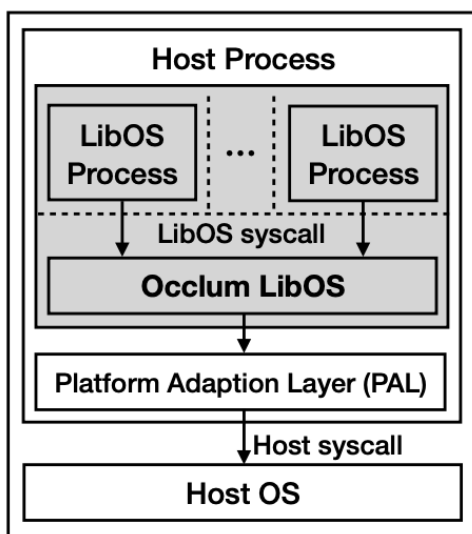 Host Process
LibOS
Process
...
LibOS
Process
LibOS syscall
Occlum LibOS
Platform Adaption Layer (PAL)
Host syscall
Host OS